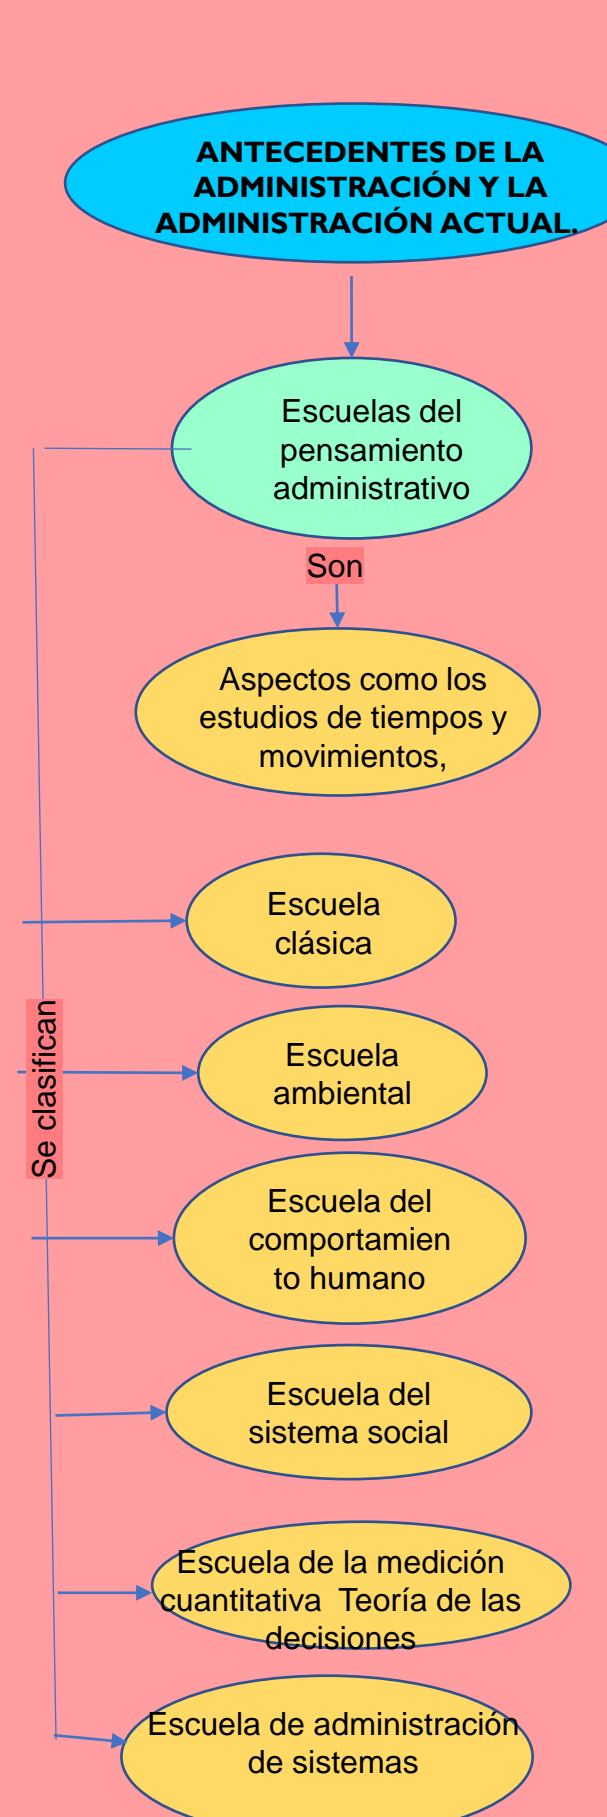 ANTECEDENTES DE LA
ADMINISTRACIÓN Y LA
ADMINISTRACIÓN ACTUAL.
Escuelas del
pensamiento
administrativo
Son
Aspectos como los
estudios de tiempos y
movimientos,
Se clasifican
Escuela
clásica
Escuela
ambiental
Escuela del
comportamien
to humano
Escuela del
sistema social
Escuela de la medición
cuantitativa Teoría de las
decisiones
Escuela de administración
de sistemas